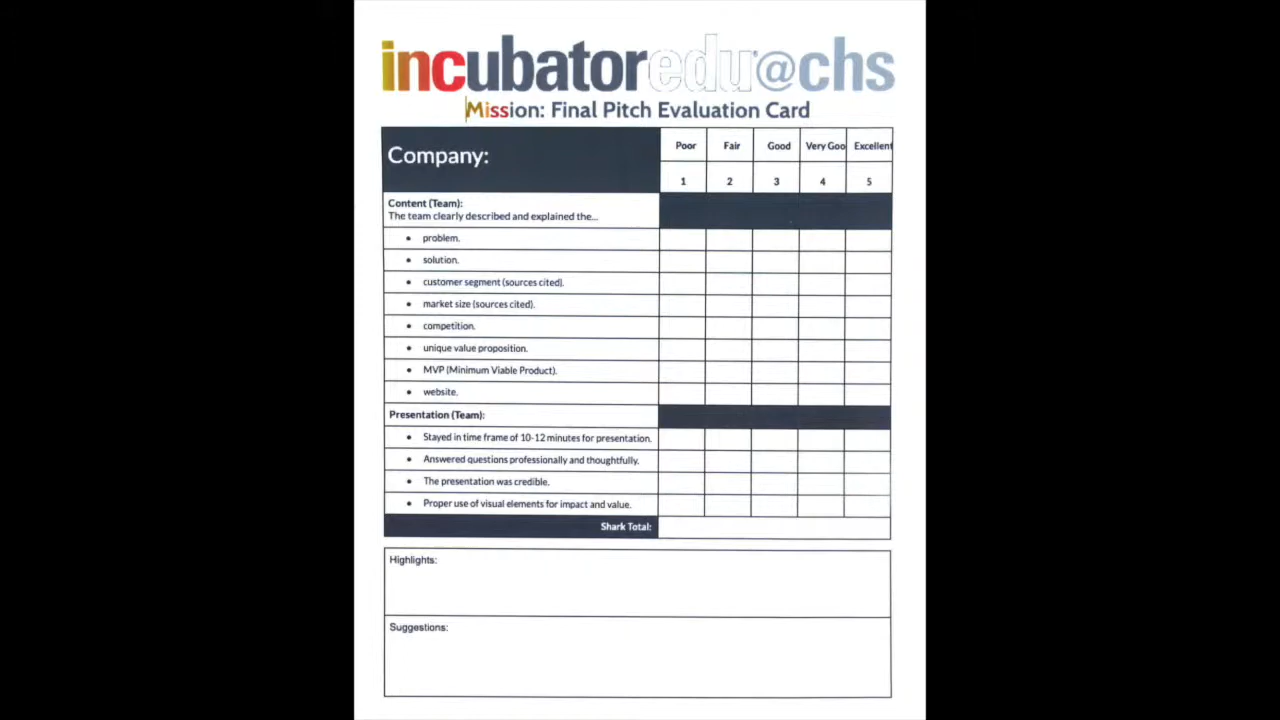 incubatoredu@chs
Mission: Final Pitch Evaluation Card
Company:
Poor Fair Good Very Goo Excellent
1 2 3 4 5
Content (Team):
The team clearly described and explained the...
• problem.
• solution.
• customer segment (sources cited).
• market size (sources cited).
• competition.
• unique value proposition.
• MVP (Minimum Viable Product).
• website.
Presentation (Team):
• Stayed in time frame of 10-12 minutes for presentation.
• Answered questions professionally and thoughtfully.
• The presentation was credible.
• Proper use of visual elements for impact and value.
Shark Total:
Highlights:
Suggestions: